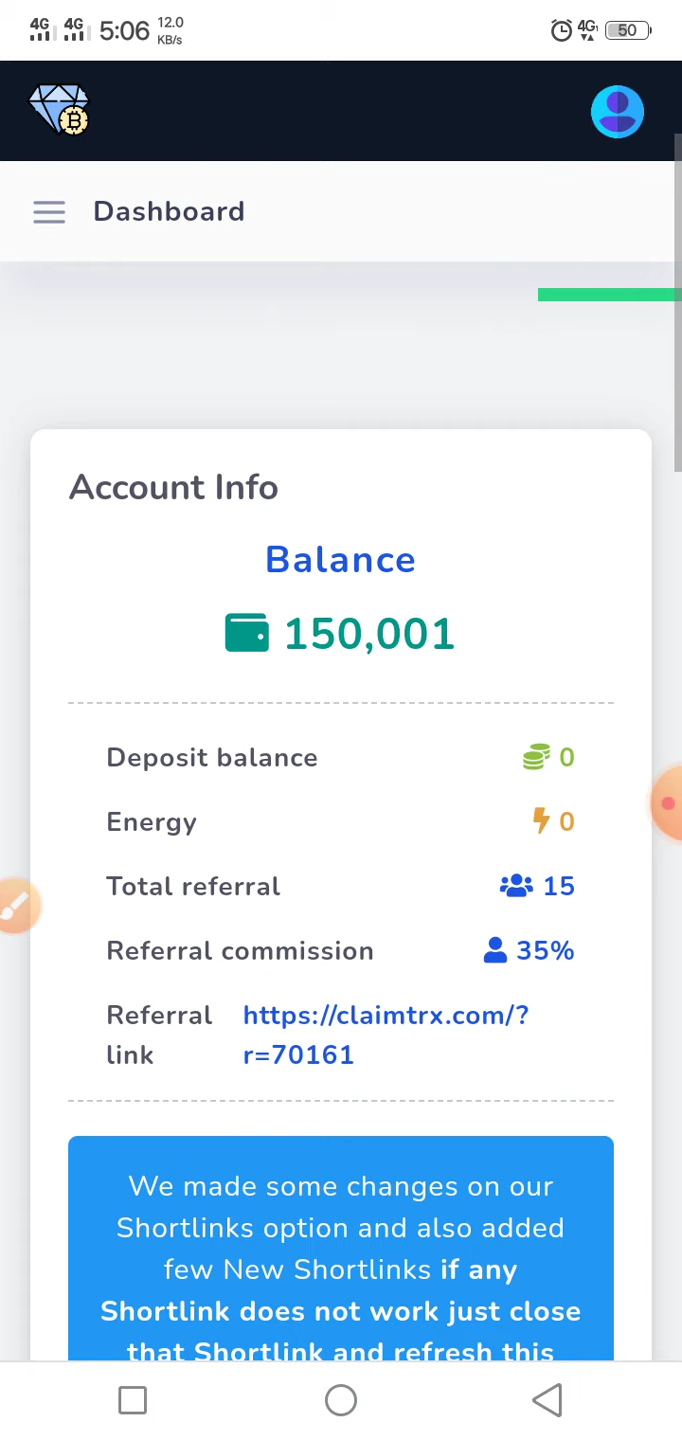 4G 4G 5:06 12.0 KB/s 4G 50
Dashboard
Account Info
Balance
150,001
Deposit balance 0
Energy 0
Total referral 15
Referral commission 35%
Referral link https://claimtrx.com/?
r=70161
We made some changes on our
Shortlinks option and also added
few New Shortlinks if any
Shortlink does not work just close
that Shortlink and refresh this